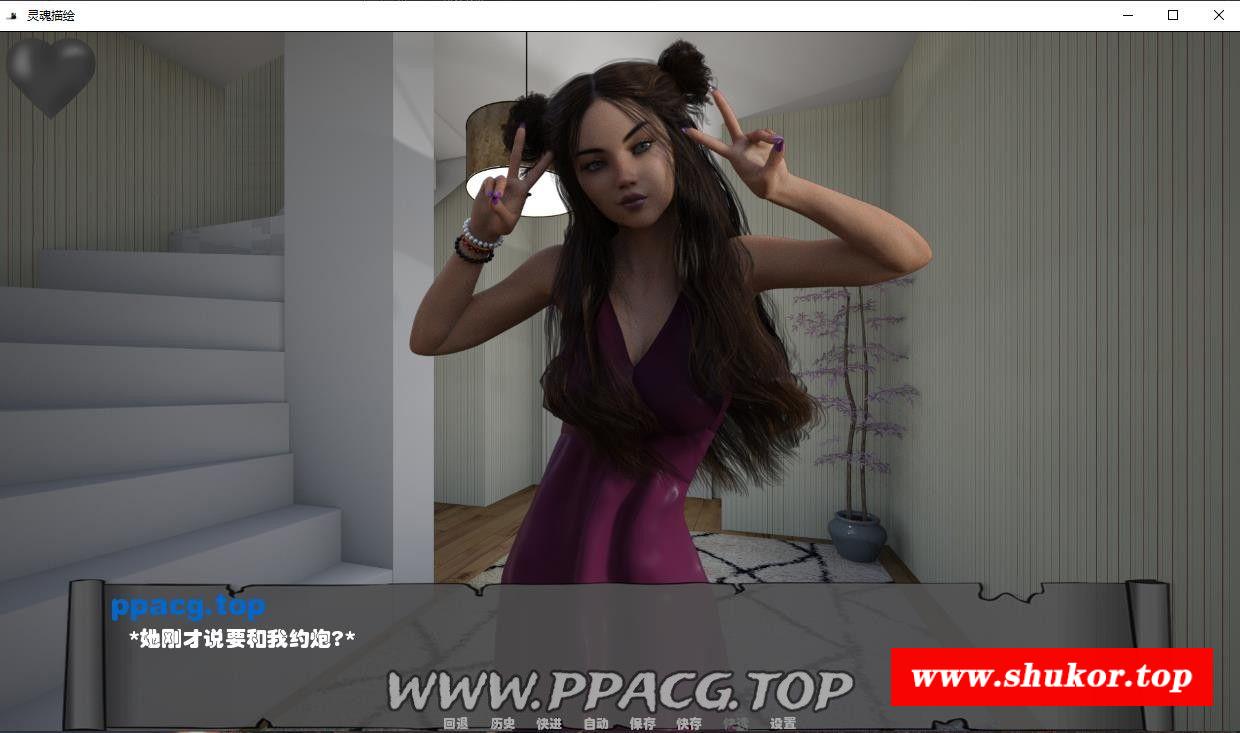 灵魂描绘
ppacg.top
*她刚才说要和我约炮?*
www.shukor.top
WWW.PPACG.TOP
回退 历史 快进 自动 保存 快存 快读 设置